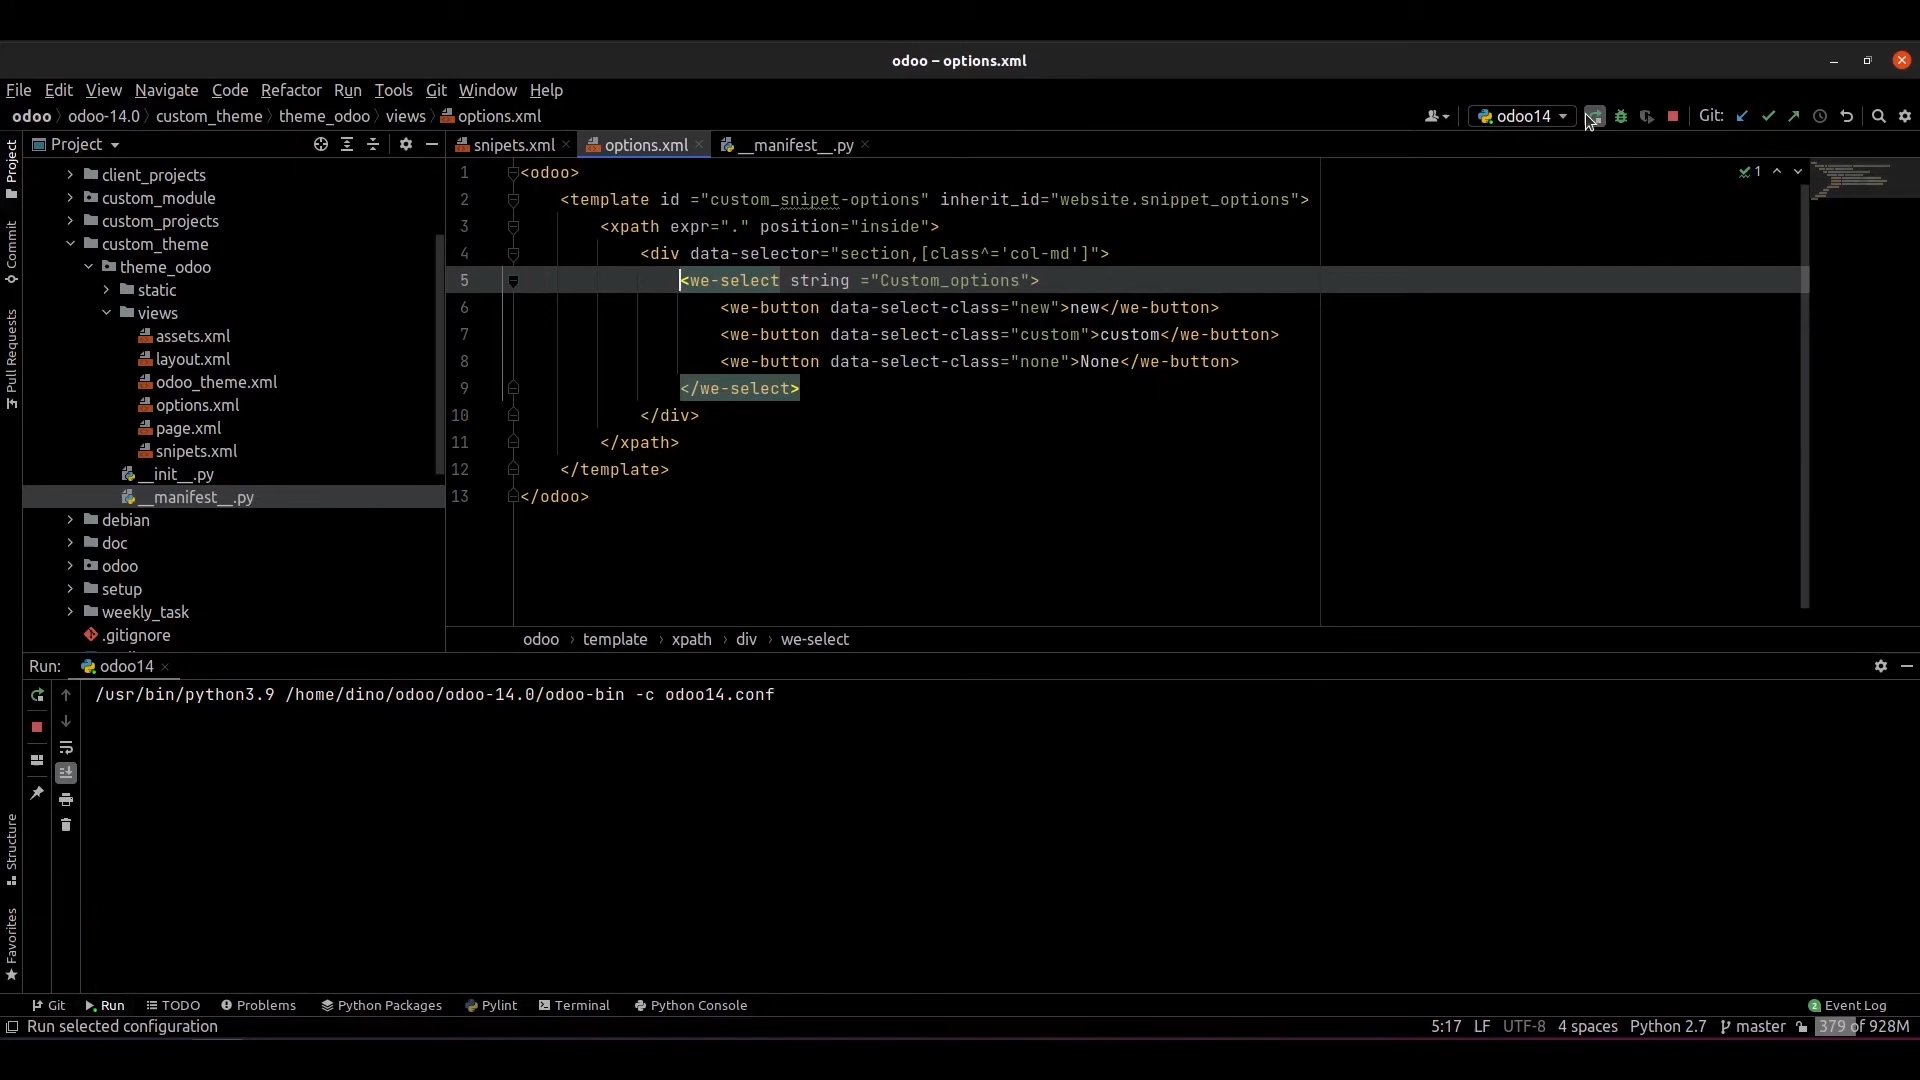 odoo – options.xml
File Edit View Navigate Code Refactor Run Tools Git Window Help
odoo odoo-14.0 custom_theme theme_odoo views options.xml odoo14 Git:
Project
Commit
Pull Requests
Structure
Favorites
Project
client_projects
custom_module
custom_projects
custom_theme
theme_odoo
static
views
assets.xml
layout.xml
odoo_theme.xml
options.xml
page.xml
snipets.xml
__init__.py
__manifest__.py
debian
doc
odoo
setup
weekly_task
.gitignore
snipets.xml options.xml __manifest__.py
1 <odoo>
2 <template id ="custom_snipet-options" inherit_id="website.snippet_options">
3 <xpath expr="." position="inside">
4 <div data-selector="section,[class^='col-md']">
5 <we-select string ="Custom_options">
6 <we-button data-select-class="new">new</we-button>
7 <we-button data-select-class="custom">custom</we-button>
8 <we-button data-select-class="none">None</we-button>
9 </we-select>
10 </div>
11 </xpath>
12 </template>
13 </odoo>
1
odoo template xpath div we-select
Run: odoo14
/usr/bin/python3.9 /home/dino/odoo/odoo-14.0/odoo-bin -c odoo14.conf
Git Run TODO Problems Python Packages Pylint Terminal Python Console 2 Event Log
Run selected configuration 5:17 LF UTF-8 4 spaces Python 2.7 master 379 of 928M